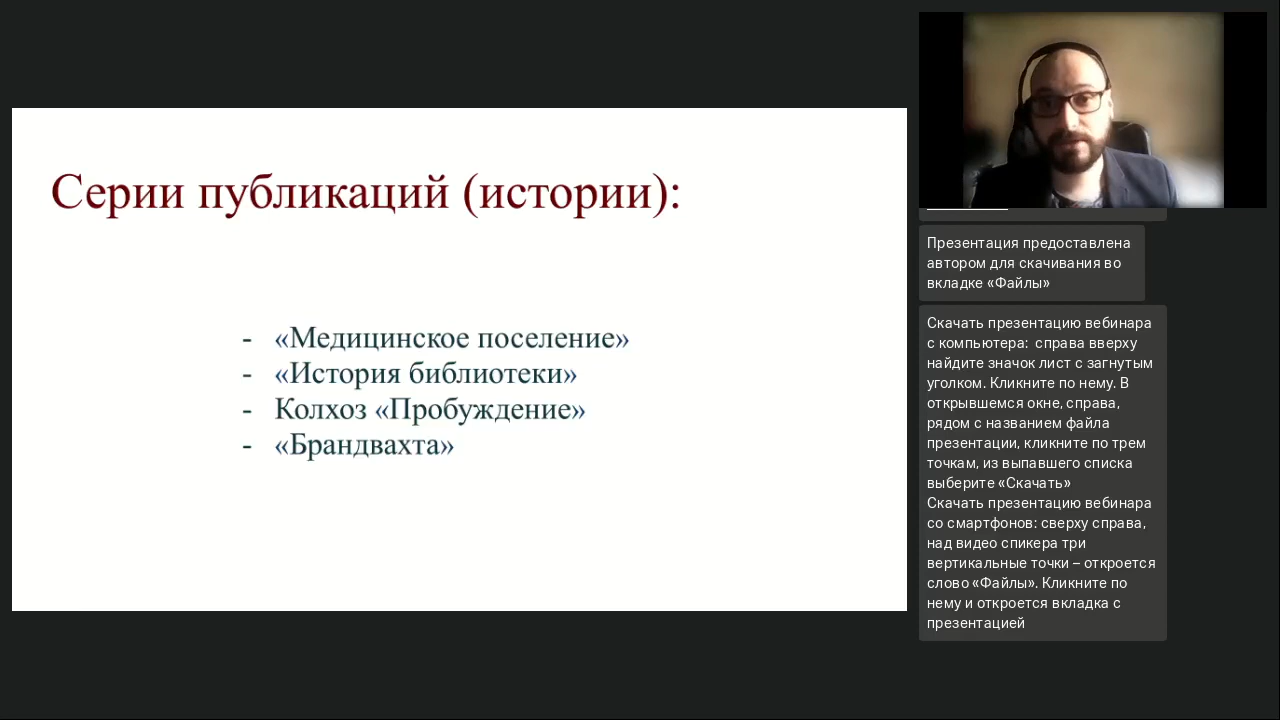 Серии публикаций (истории):
- «Медицинское поселение»
- «История библиотеки»
- Колхоз «Пробуждение»
- «Брандвахта»
Презентация предоставлена
автором для скачивания во
вкладке «Файлы»
Скачать презентацию вебинара
с компьютера:  справа вверху
найдите значок лист с загнутым
уголком. Кликните по нему. В
открывшемся окне, справа,
рядом с названием файла
презентации, кликните по трем
точкам, из выпавшего списка
выберите «Скачать»
Скачать презентацию вебинара
со смартфонов: сверху справа,
над видео спикера три
вертикальные точки – откроется
слово «Файлы». Кликните по
нему и откроется вкладка с
презентацией